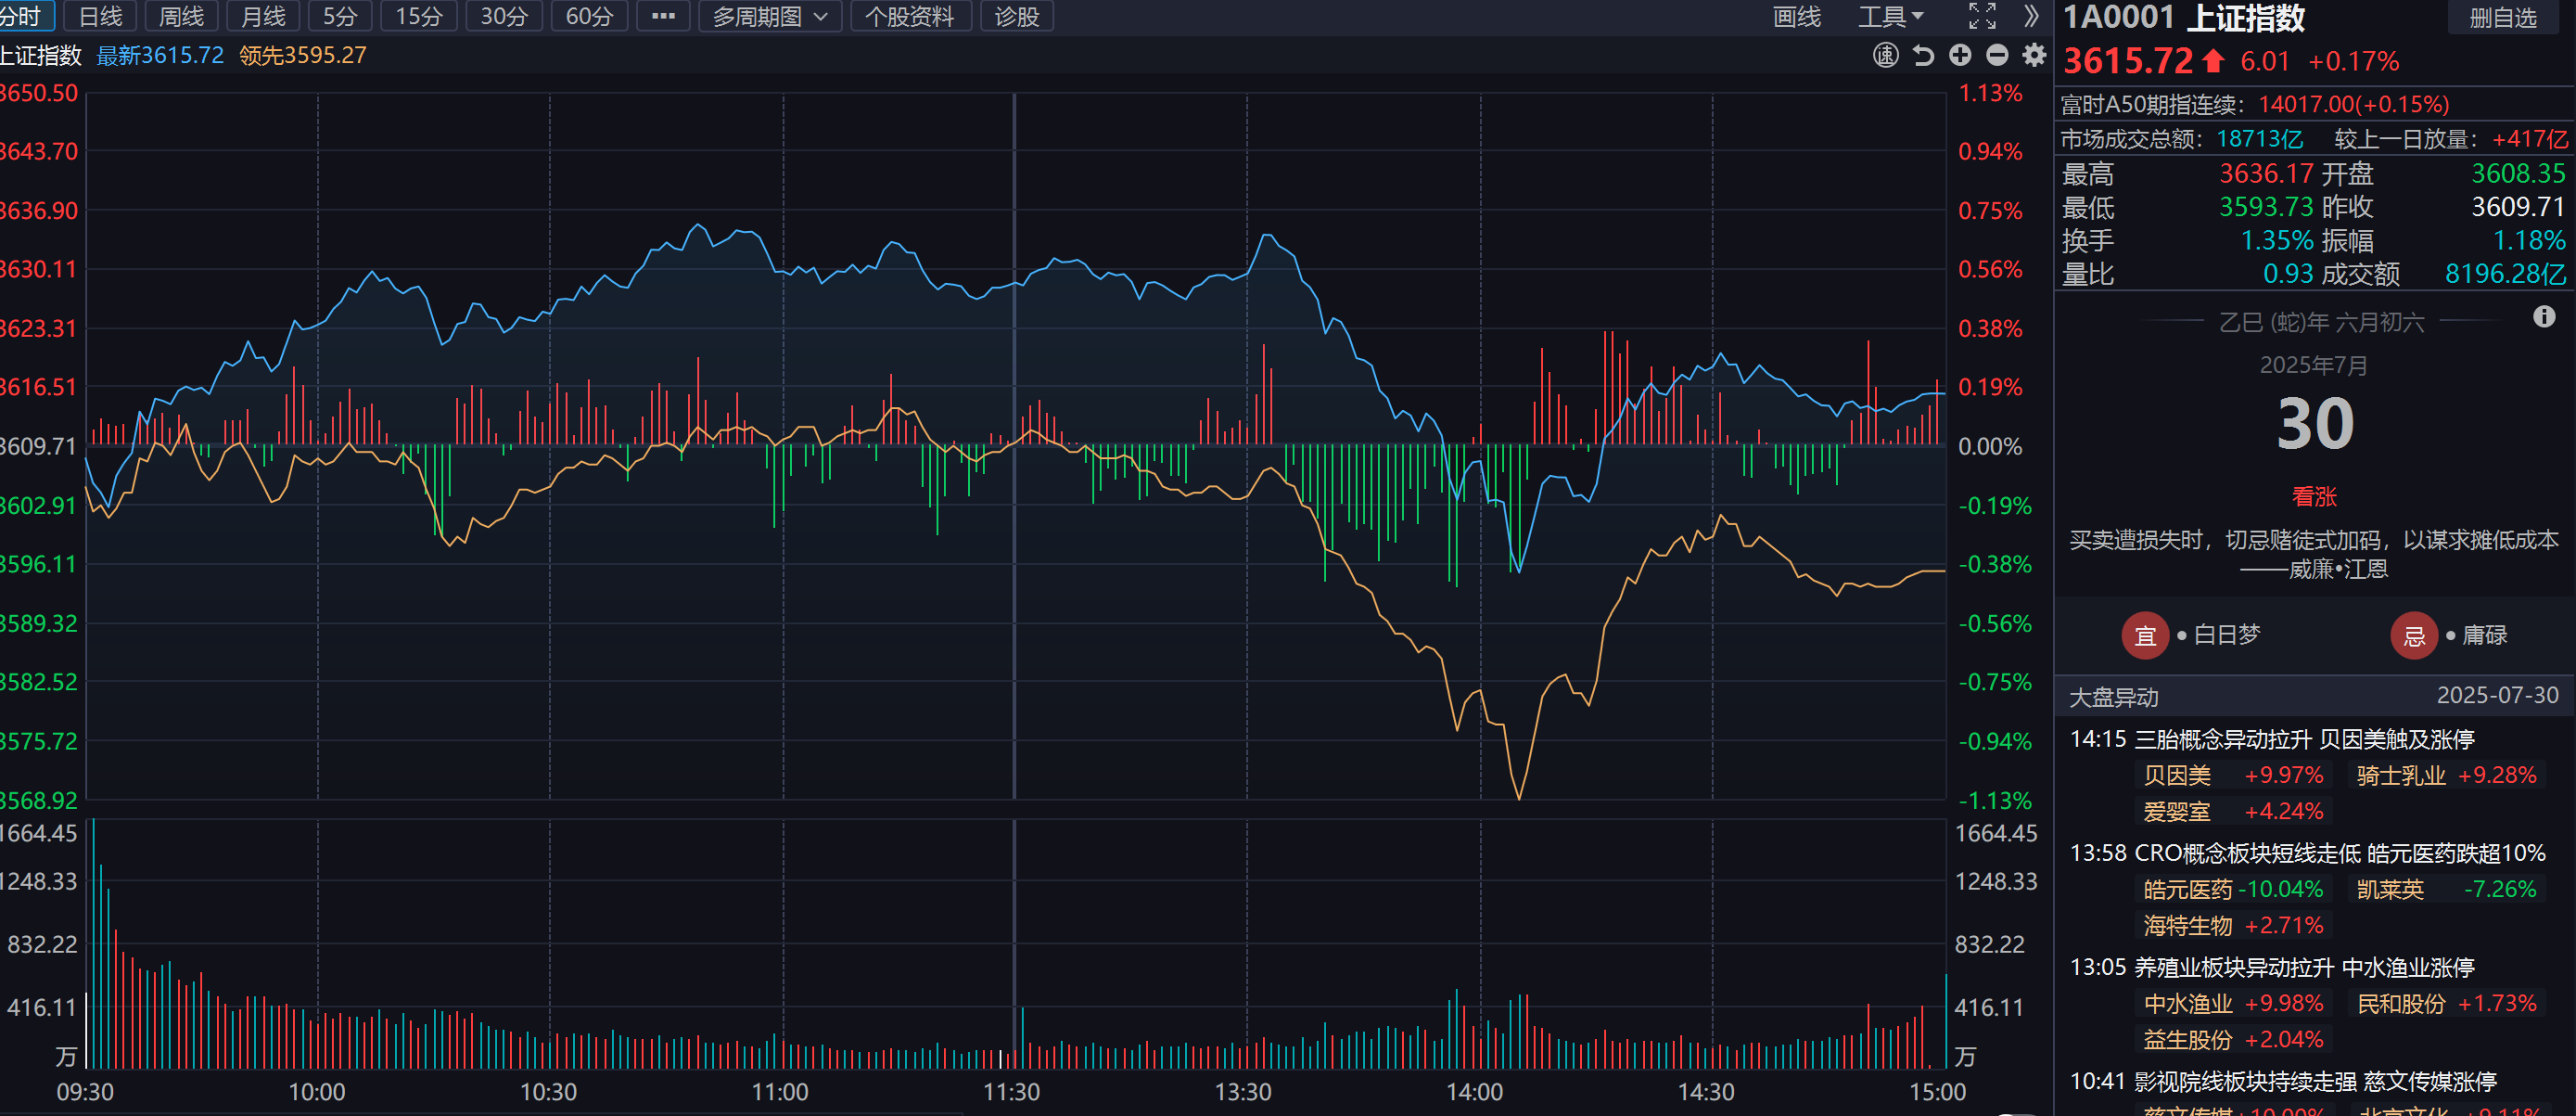 分时 日线 周线 月线 5分 15分 30分 60分 ••• 多周期图 个股资料 诊股 画线 工具
上证指数 最新3615.72 领先3595.27 速
3650.50 1.13%
3643.70 0.94%
3636.90 0.75%
3630.11 0.56%
3623.31 0.38%
3616.51 0.19%
3609.71 0.00%
3602.91 -0.19%
3596.11 -0.38%
3589.32 -0.56%
3582.52 -0.75%
3575.72 -0.94%
3568.92 -1.13%
1664.45 1664.45
1248.33 1248.33
832.22 832.22
416.11 416.11
万 万
09:30 10:00 10:30 11:00 11:30 13:30 14:00 14:30 15:00
1A0001 上证指数 删自选
3615.72 6.01 +0.17%
富时A50期指连续: 14017.00(+0.15%)
市场成交总额: 18713亿 较上一日放量: +417亿
最高 3636.17 开盘 3608.35
最低 3593.73 昨收 3609.71
换手 1.35% 振幅 1.18%
量比 0.93 成交额 8196.28亿
乙巳 (蛇)年 六月初六
2025年7月
30
看涨
买卖遭损失时，切忌赌徒式加码，以谋求摊低成本
——威廉•江恩
宜 • 白日梦 忌 • 庸碌
大盘异动 2025-07-30
14:15 三胎概念异动拉升 贝因美触及涨停
贝因美 +9.97% 骑士乳业 +9.28%
爱婴室 +4.24%
13:58 CRO概念板块短线走低 皓元医药跌超10%
皓元医药 -10.04% 凯莱英 -7.26%
海特生物 +2.71%
13:05 养殖业板块异动拉升 中水渔业涨停
中水渔业 +9.98% 民和股份 +1.73%
益生股份 +2.04%
10:41 影视院线板块持续走强 慈文传媒涨停
慈文传媒 +10.00% 北京文化 +9.11%